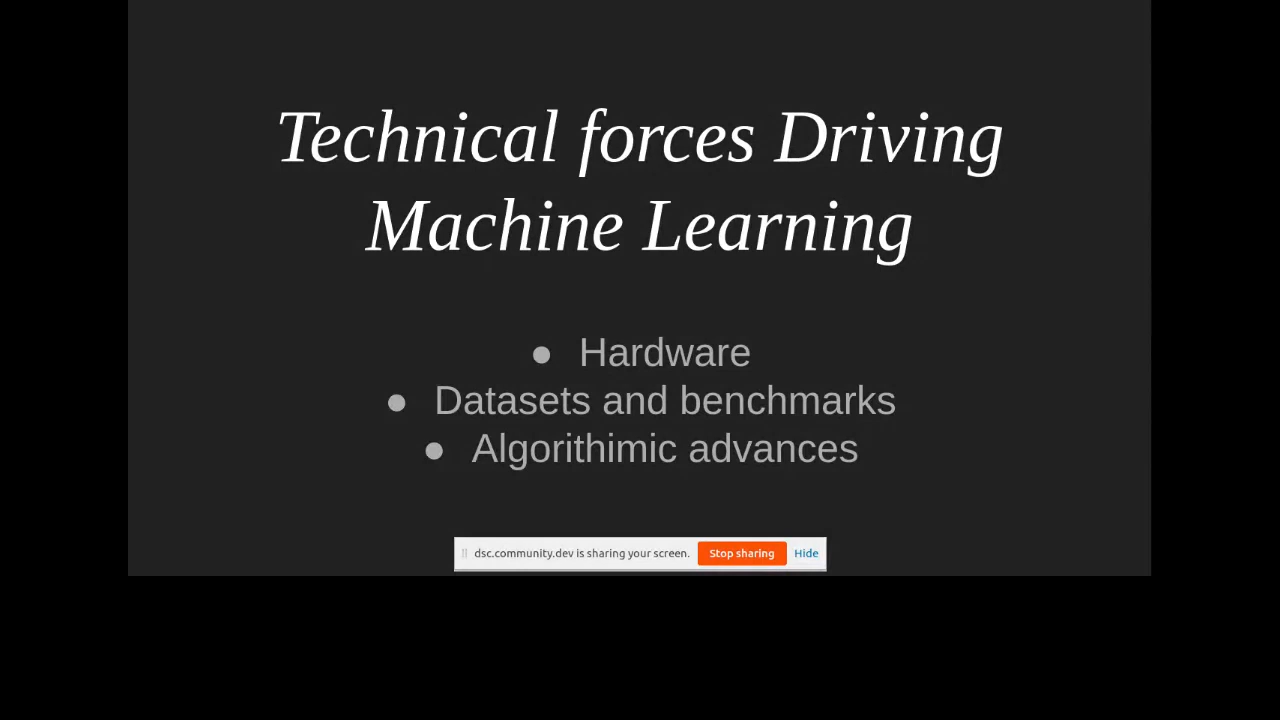 Technical forces Driving
Machine Learning
● Hardware
● Datasets and benchmarks
● Algorithimic advances
dsc.community.dev is sharing your screen. Stop sharing Hide